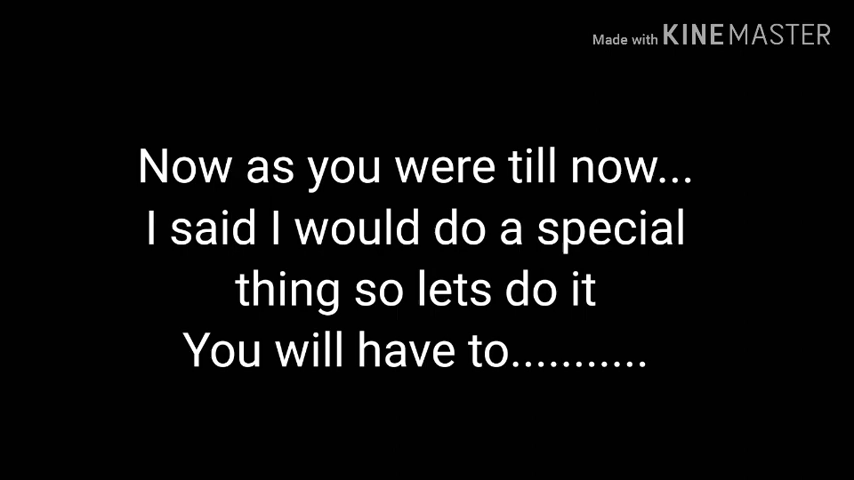 Made with KINEMASTER
Now as you were till now...
I said I would do a special
thing so lets do it
You will have to...........